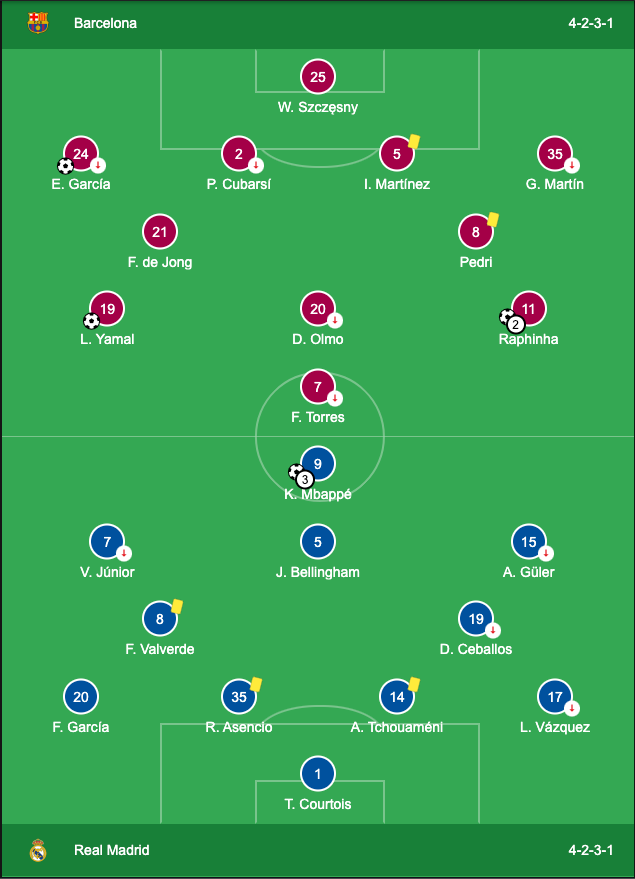 Barcelona 4-2-3-1
25
W. Szczęsny
24 2 5 35
E. García P. Cubarsí I. Martínez G. Martín
21 8
F. de Jong Pedri
19 20 11
2
L. Yamal D. Olmo Raphinha
7
F. Torres
9
3
K. Mbappé
7 5 15
V. Júnior J. Bellingham A. Güler
8 19
F. Valverde D. Ceballos
20 35 14 17
F. García R. Asencio A. Tchouaméni L. Vázquez
1
T. Courtois
Real Madrid 4-2-3-1